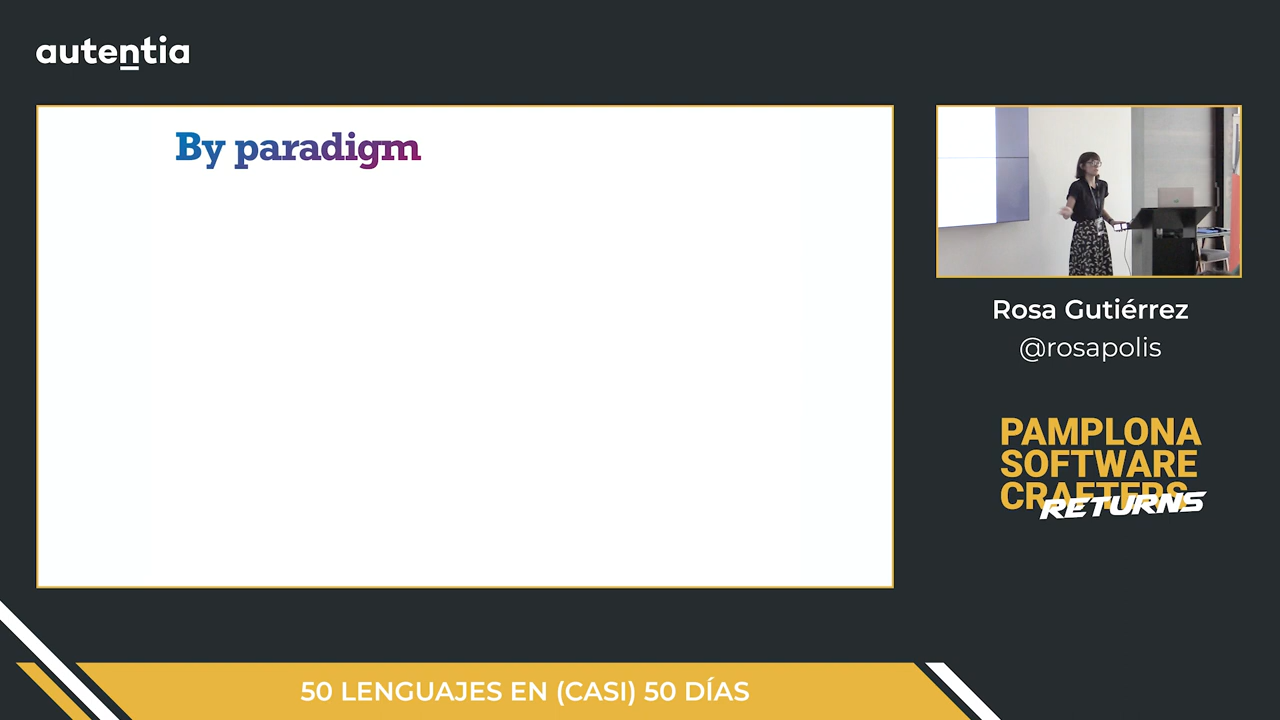 autentia
By paradigm
Rosa Gutiérrez
@rosapolis
PAMPLONA
SOFTWARE
CRAFTERS
RETURNS
50 LENGUAJES EN (CASI) 50 DÍAS